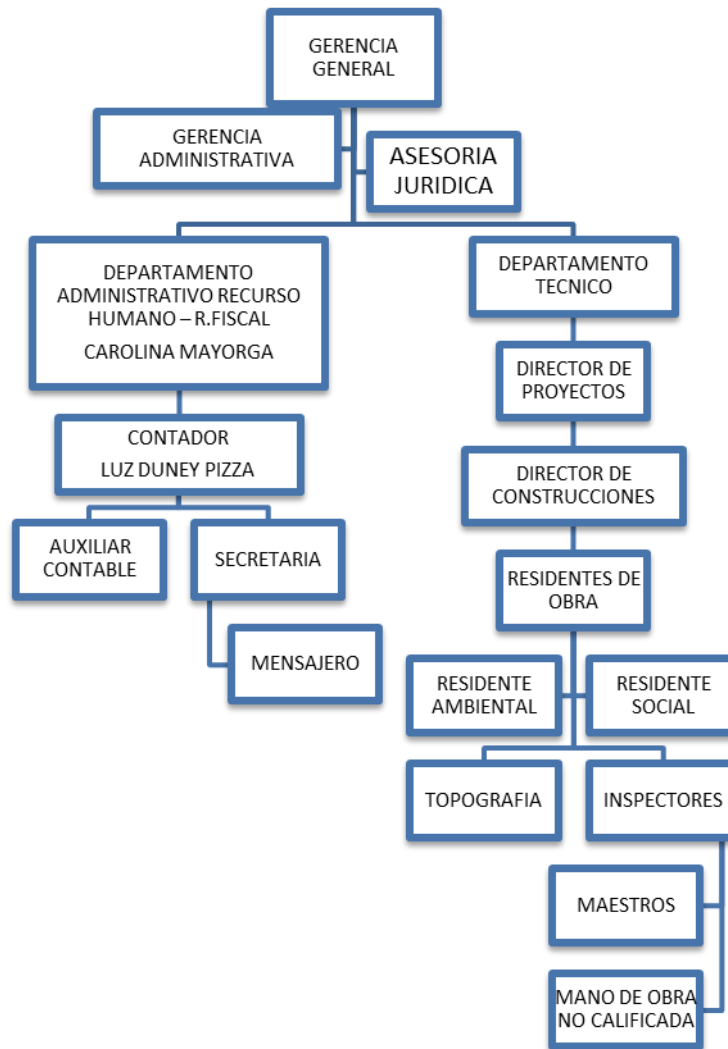 GERENCIA
GENERAL
GERENCIA
ADMINISTRATIVA
ASESORIA
JURIDICA
DEPARTAMENTO
ADMINISTRATIVO RECURSO
HUMANO – R.FISCAL
CAROLINA MAYORGA
DEPARTAMENTO
TECNICO
DIRECTOR DE
PROYECTOS
CONTADOR
LUZ DUNEY PIZZA
DIRECTOR DE
CONSTRUCCIONES
AUXILIAR
CONTABLE
SECRETARIA
RESIDENTES DE
OBRA
MENSAJERO
RESIDENTE
AMBIENTAL
RESIDENTE
SOCIAL
TOPOGRAFIA
INSPECTORES
MAESTROS
MANO DE OBRA
NO CALIFICADA